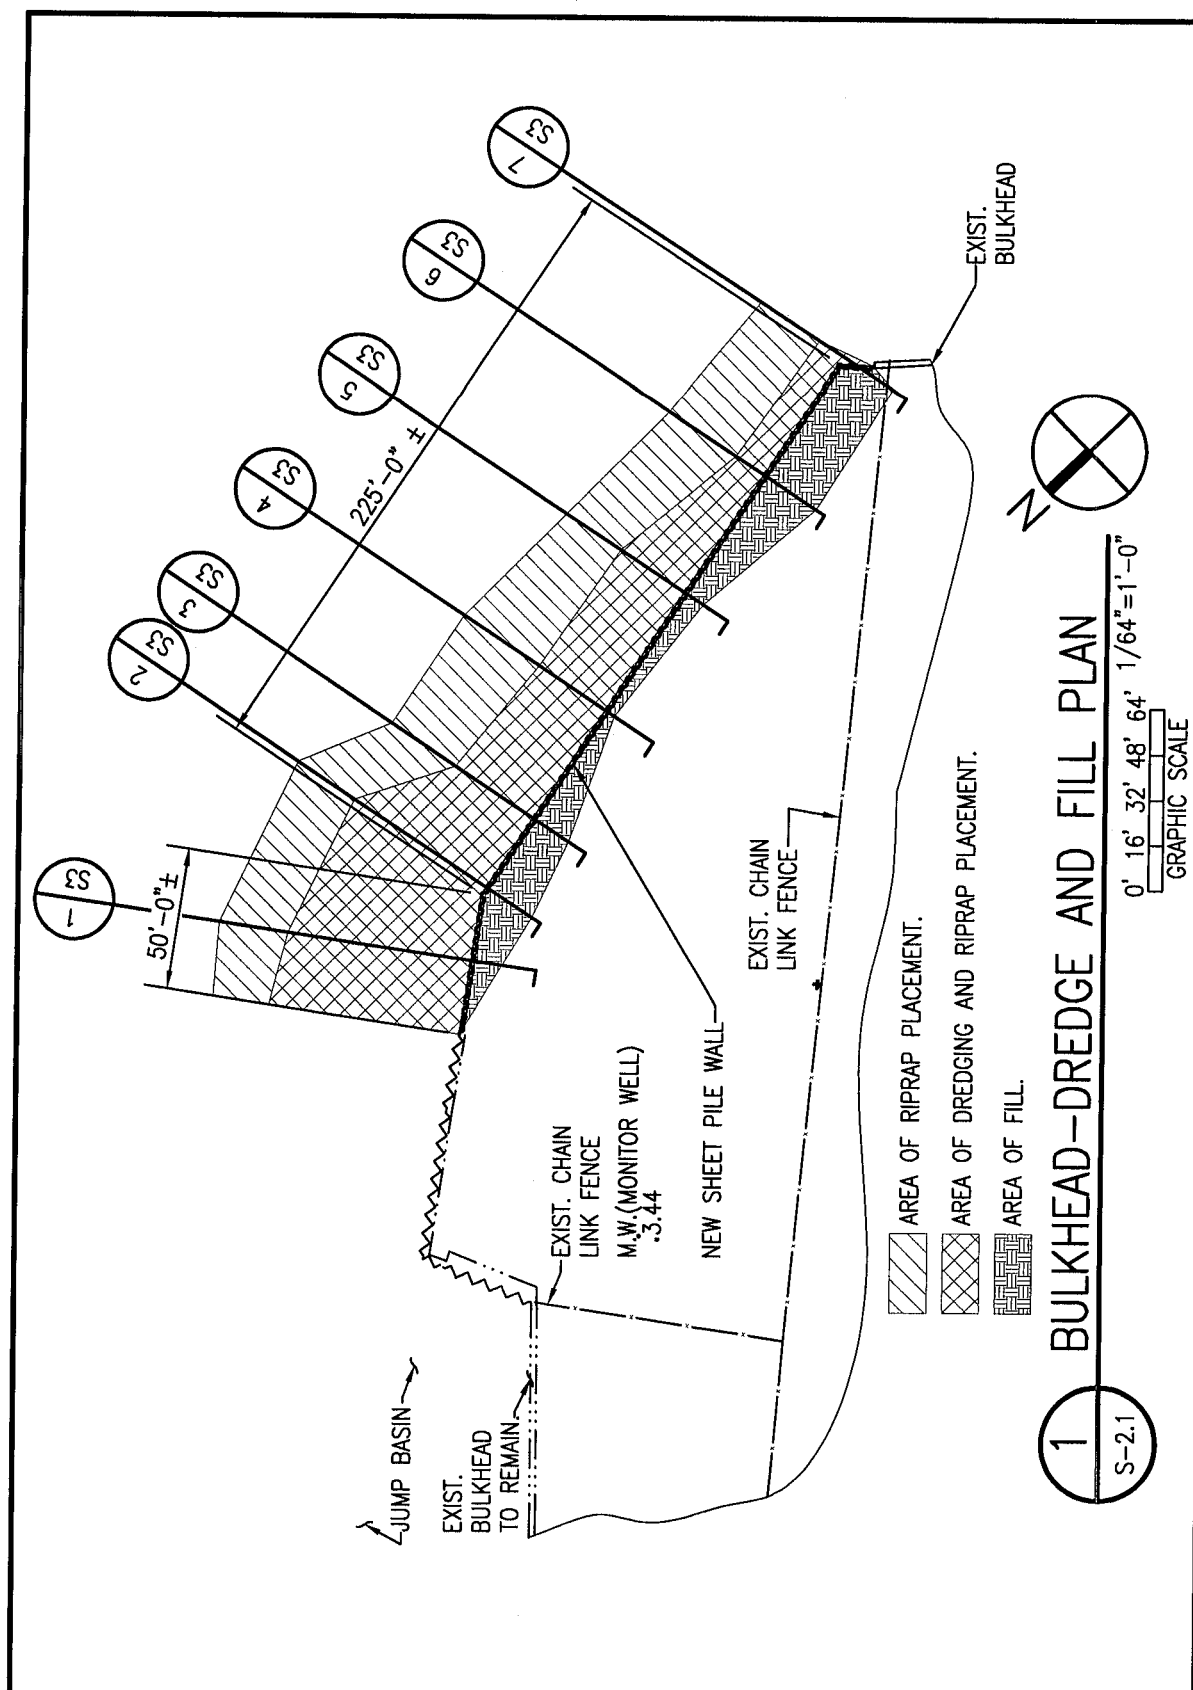 1
S3
2
S3
3
S3
4
S3
5
S3
6
S3
7
S3
50'-0"±
225'-0" ±
EXIST.
BULKHEAD
JUMP BASIN
EXIST.
BULKHEAD
TO REMAIN
EXIST. CHAIN
LINK FENCE
M.W.(MONITOR WELL)
3.44
NEW SHEET PILE WALL
EXIST. CHAIN
LINK FENCE
AREA OF RIPRAP PLACEMENT.
AREA OF DREDGING AND RIPRAP PLACEMENT.
AREA OF FILL.
N
1
S-2.1
BULKHEAD-DREDGE AND FILL PLAN
0' 16' 32' 48' 64' 1/64"=1'-0"
GRAPHIC SCALE